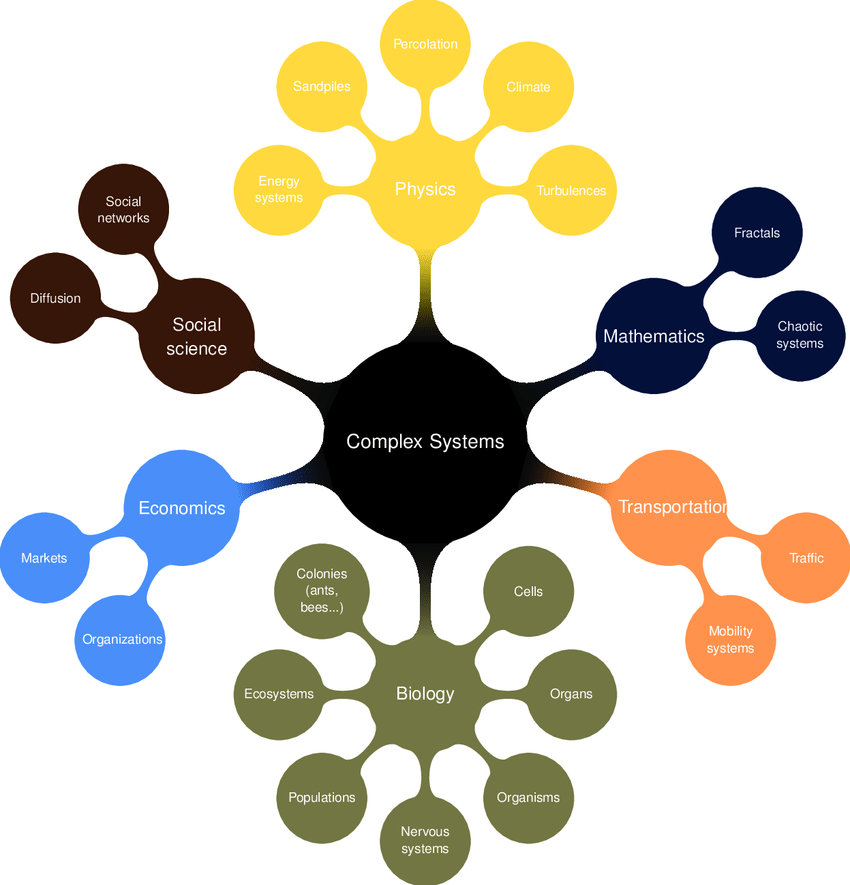 Percolation
Sandpiles
Climate
Energy
systems
Physics
Turbulences
Social
networks
Fractals
Diffusion
Social
science
Mathematics
Chaotic
systems
Complex Systems
Economics
Transportation
Markets
Traffic
Organizations
Mobility
systems
Colonies
(ants,
bees...)
Cells
Ecosystems
Biology
Organs
Populations
Organisms
Nervous
systems